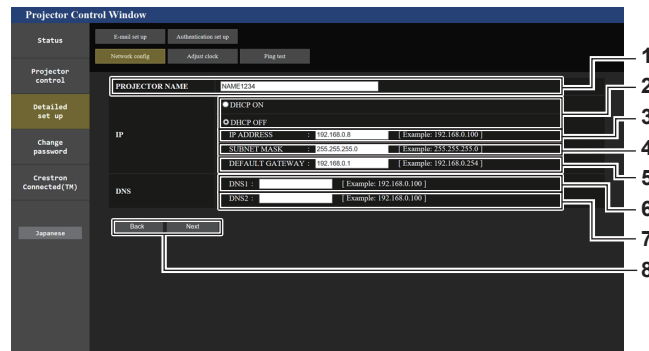 Projector Control Window
Status
E-mail set up
Authentication set up
Network config
Adjust clock
Ping test
Projector
control
Detailed
set up
Change
password
Crestron
Connected(TM)
Japanese
PROJECTOR NAME
NAME1234
IP
DHCP ON
DHCP OFF
IP ADDRESS : 192.168.0.8 [ Example: 192.168.0.100 ]
SUBNET MASK : 255.255.255.0 [ Example: 255.255.255.0 ]
DEFAULT GATEWAY : 192.168.0.1 [ Example: 192.168.0.254 ]
DNS
DNS1 : [ Example: 192.168.0.100 ]
DNS2 : [ Example: 192.168.0.100 ]
Back Next
1
2
3
4
5
6
7
8